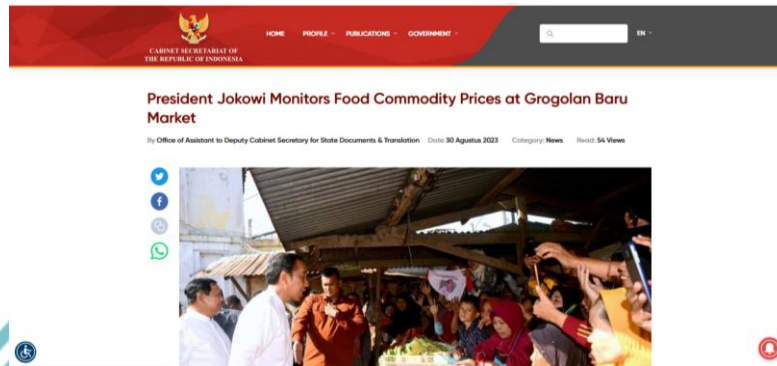 HOME PROFILE PUBLICATIONS GOVERNMENT EN
CABINET SECRETARIAT OF
THE REPUBLIC OF INDONESIA
President Jokowi Monitors Food Commodity Prices at Grogolan Baru
Market
By Office of Assistant to Deputy Cabinet Secretary for State Documents & Translation Date 30 Agustus 2023 Category: News Read: 54 Views